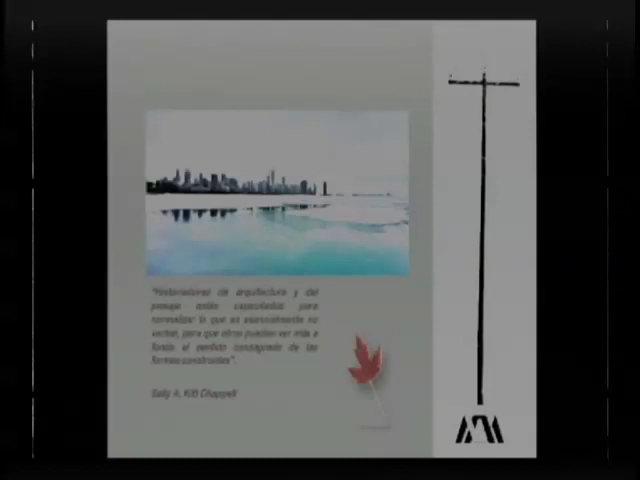 "Historiadores de arquitectura y del
paisaje están capacitados para
verbalizar lo que es esencialmente no
verbal, para que otros puedan ver más a
fondo el sentido consagrado de las
formas construidas".
Sally A. Kitt Chappell